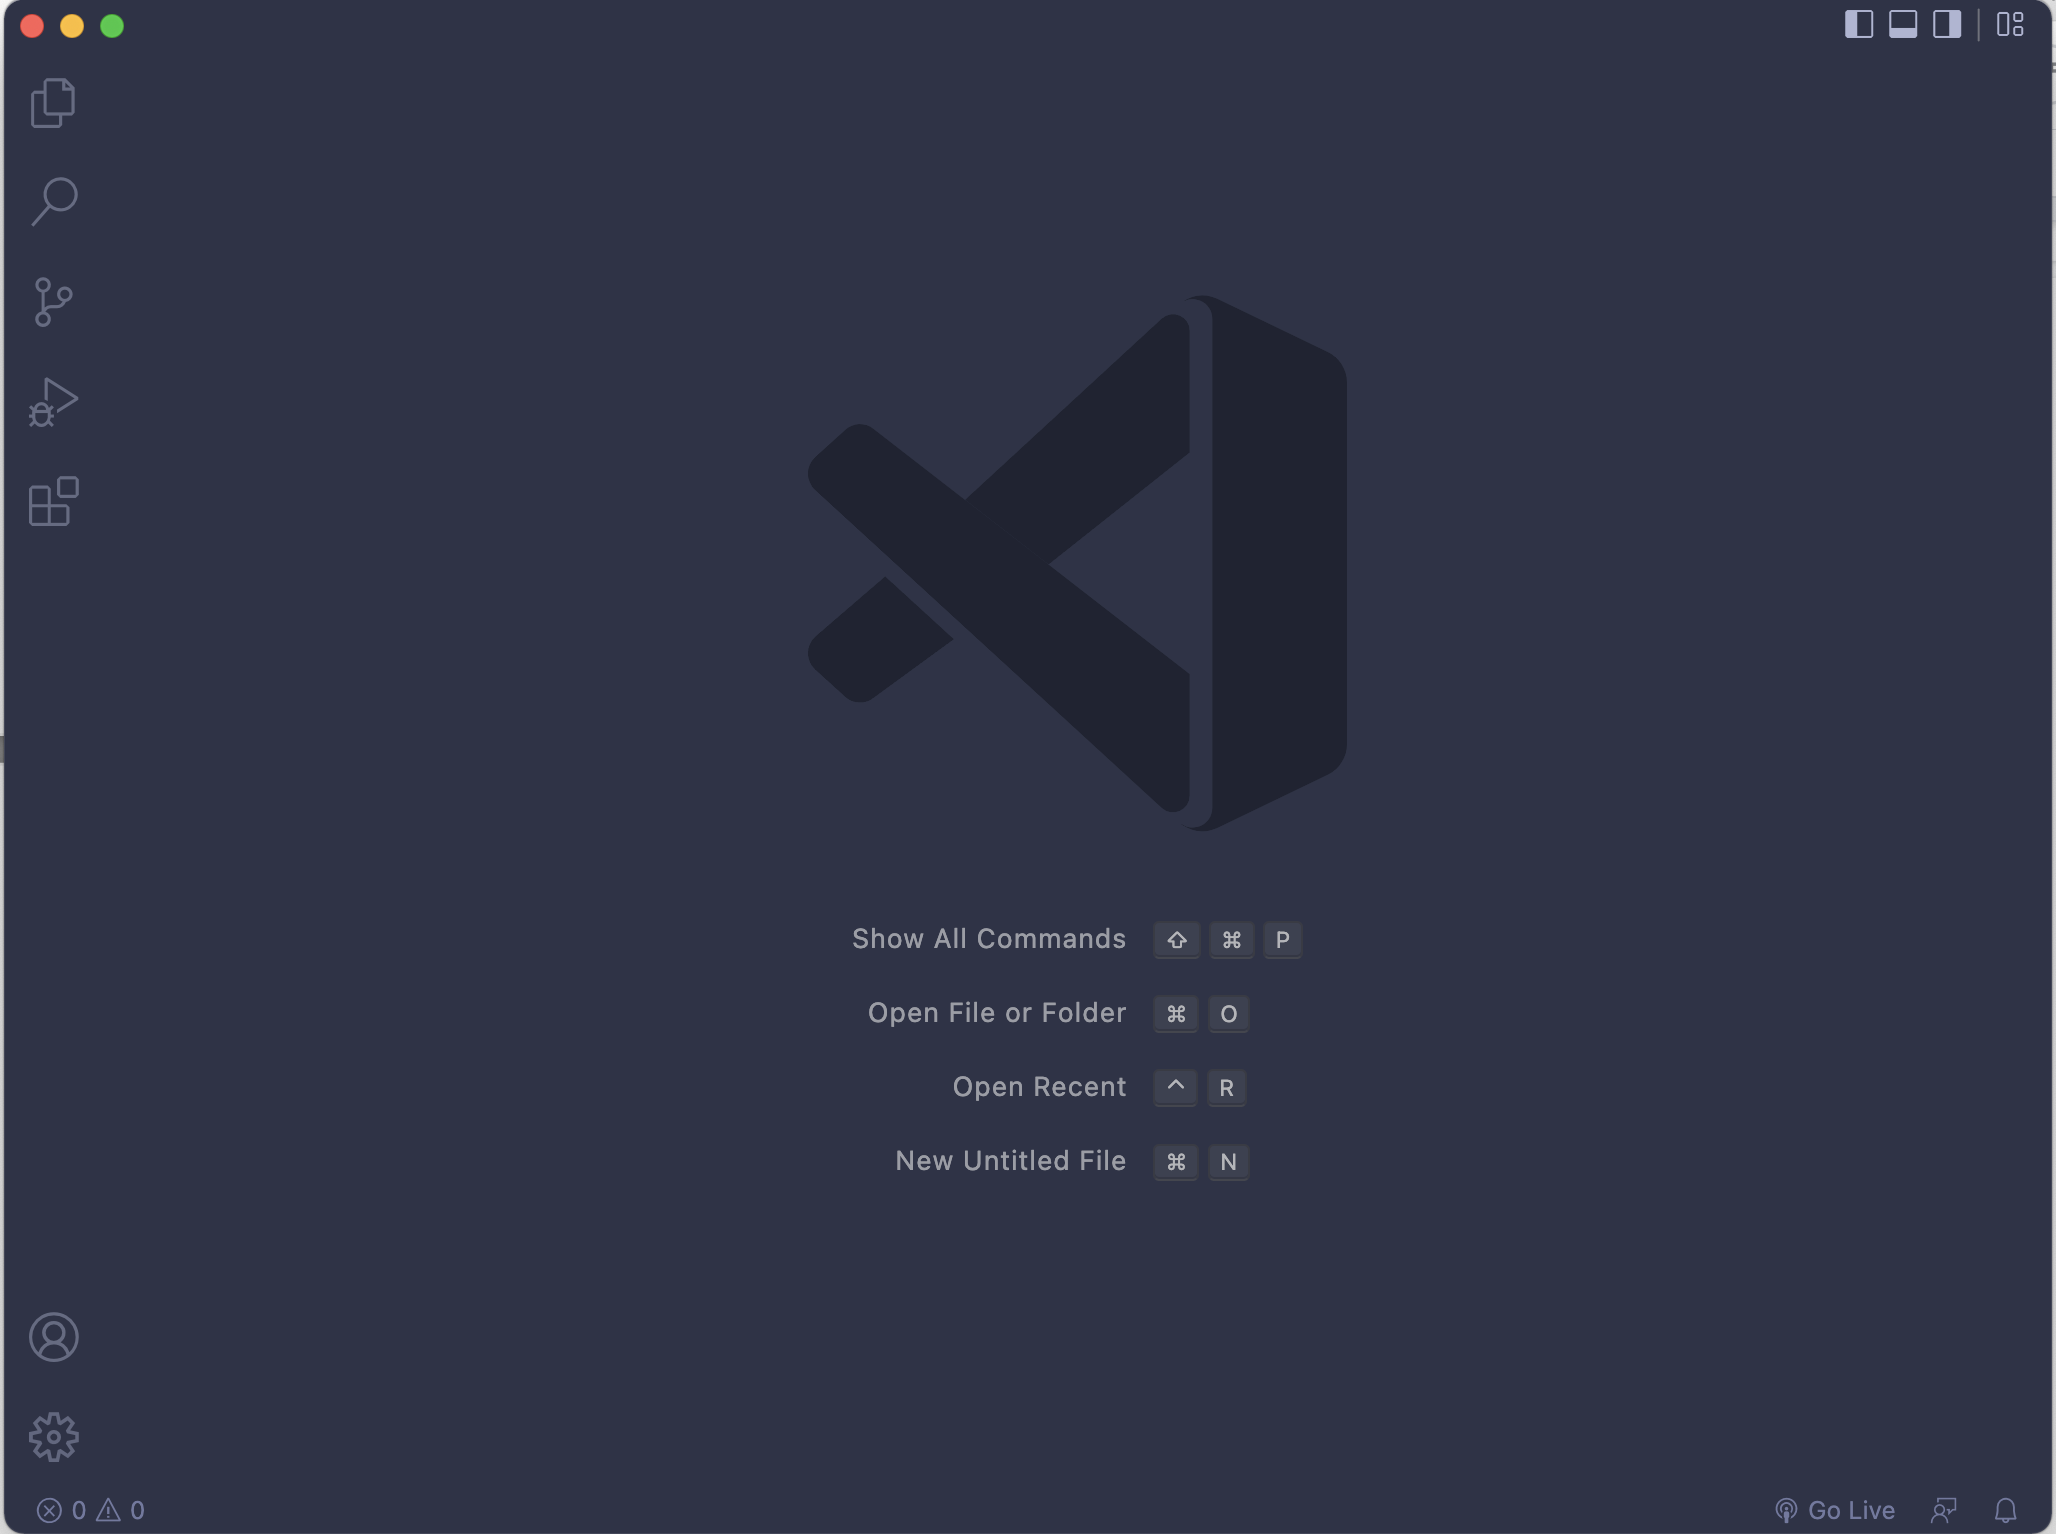 Show All Commands ⇧ ⌘ P
Open File or Folder ⌘ O
Open Recent ^ R
New Untitled File ⌘ N
0 0 Go Live